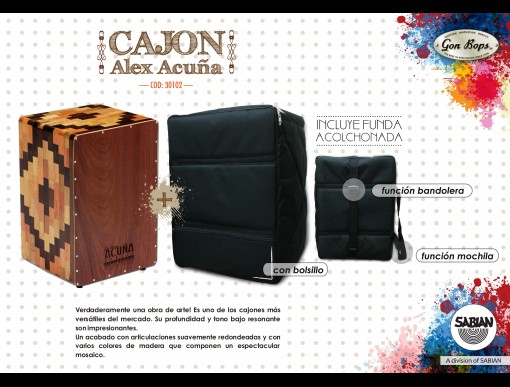 CAJON
Alex Acuña
COD: 30102
Gon Bops
INCLUYE FUNDA
ACOLCHONADA
función bandolera
función mochila
con bolsillo
ACUÑA
Verdaderamente una obra de arte! Es uno de los cajones más
versátiles del mercado. Su profundidad y tono bajo resonante
son impresionantes.
Un acabado con articulaciones suavemente redondeadas y con
varios colores de madera que componen un espectacular
mosaico.
SABIAN
A division of SABIAN